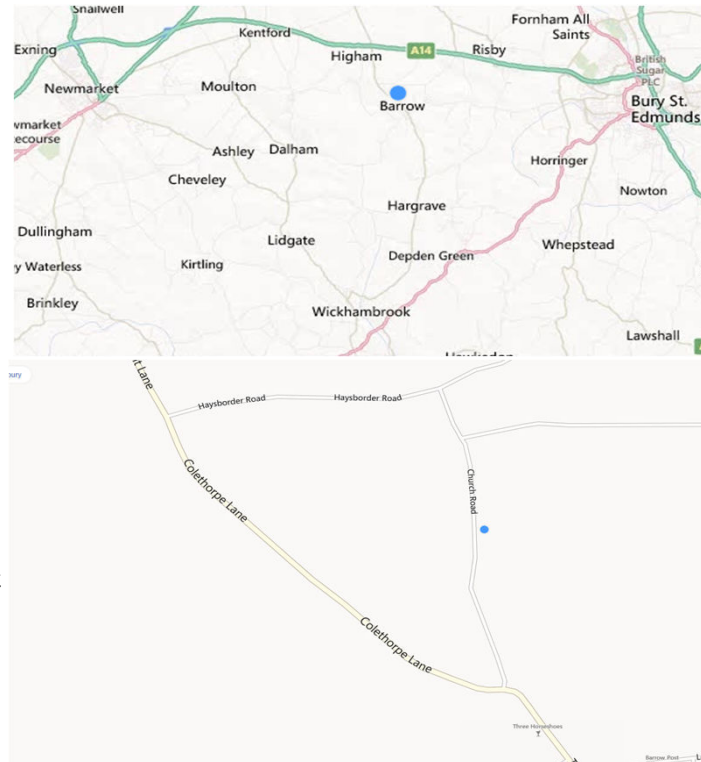 Snailwell
Fornham All
Saints
Exning
Kentford
A14
Risby
Higham
British
Sugar
PLC
Newmarket
Moulton
Barrow
Bury St.
Edmunds
wmarket
ecourse
Ashley
Dalham
Horringer
Cheveley
Nowton
Hargrave
Dullingham
Lidgate
Whepstead
Depden Green
y Waterless
Kirtling
Brinkley
Wickhambrook
Lawshall
Hawkedon
bury
t Lane
Haysborder Road
Haysborder Road
Colethorpe Lane
Church Road
Colethorpe Lane
Three Horseshoes
Barrow Post